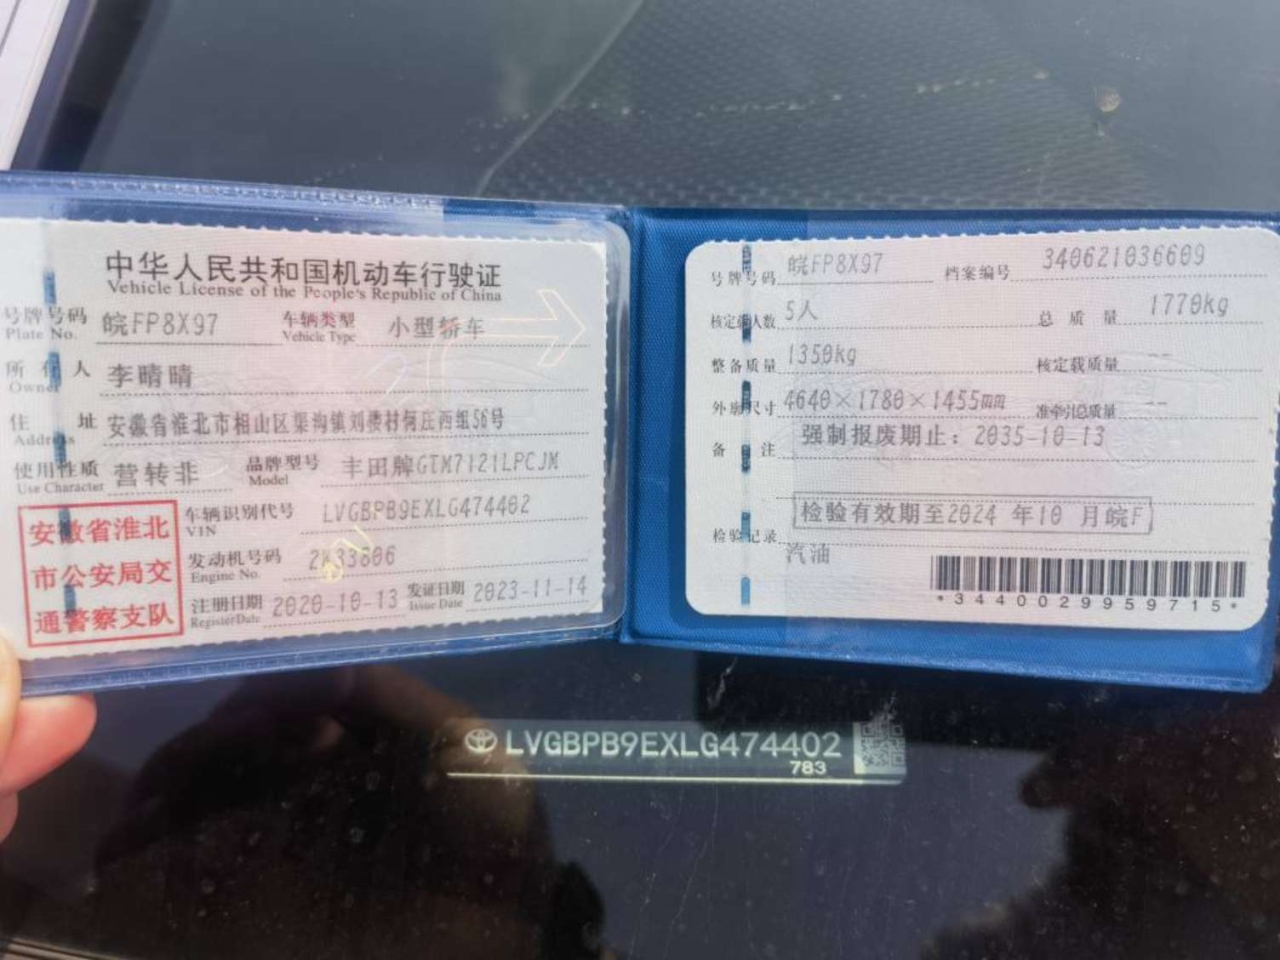 中华人民共和国机动车行驶证
Vehicle License of the People's Republic of China
号牌号码 皖FP8X97 车辆类型 小型轿车
Plate No. Vehicle Type
所有人 李晴晴
Owner
住址 安徽省淮北市相山区渠沟镇刘楼村何庄西组56号
Address
使用性质 营转非 品牌型号 丰田牌GTM7121LPCJM
Use Character Model
安徽省淮北
市公安局交
通警察支队
车辆识别代号 LVGBPB9EXLG474402
VIN
发动机号码
Engine No.
注册日期 2020-10-13 发证日期 2023-11-14
Register Date Issue Date
号牌号码 皖FP8X97 档案编号 340621036609
核定载人数 5人 总质量 1770kg
整备质量 1350kg 核定载质量 --
外廓尺寸 4640×1780×1455mm 准牵引总质量 --
备注 强制报废期止：2035-10-13
检验有效期至2024 年10 月皖F
检验记录
汽油
*3440029959715*
LVGBPB9EXLG474402
783